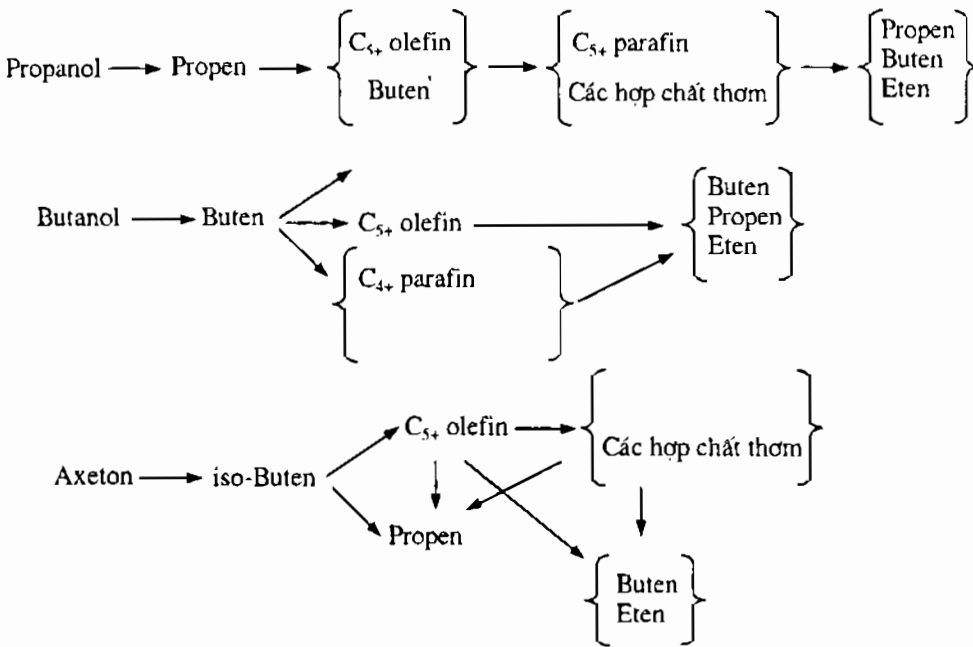 Propanol → Propen → C₅₊ olefin Buten → C₅₊ parafin Các hợp chất thơm → Propen Buten Eten
Butanol → Buten → C₅₊ olefin → Buten Propen Eten
C₄₊ parafin
C₅₊ olefin → Các hợp chất thơm
Axeton → iso-Buten
Propen
Buten
Eten